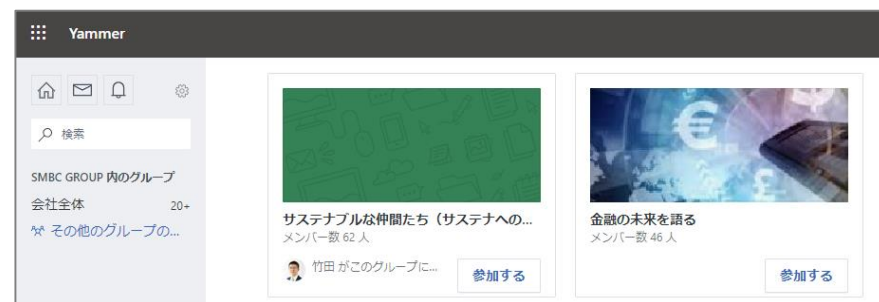 Yammer
検索
SMBC GROUP 内のグループ
会社全体 20+
その他のグループの...
サステナブルな仲間たち（サステナへの...
メンバー数 62 人
竹田 がこのグループに...
参加する
金融の未来を語る
メンバー数 46 人
参加する